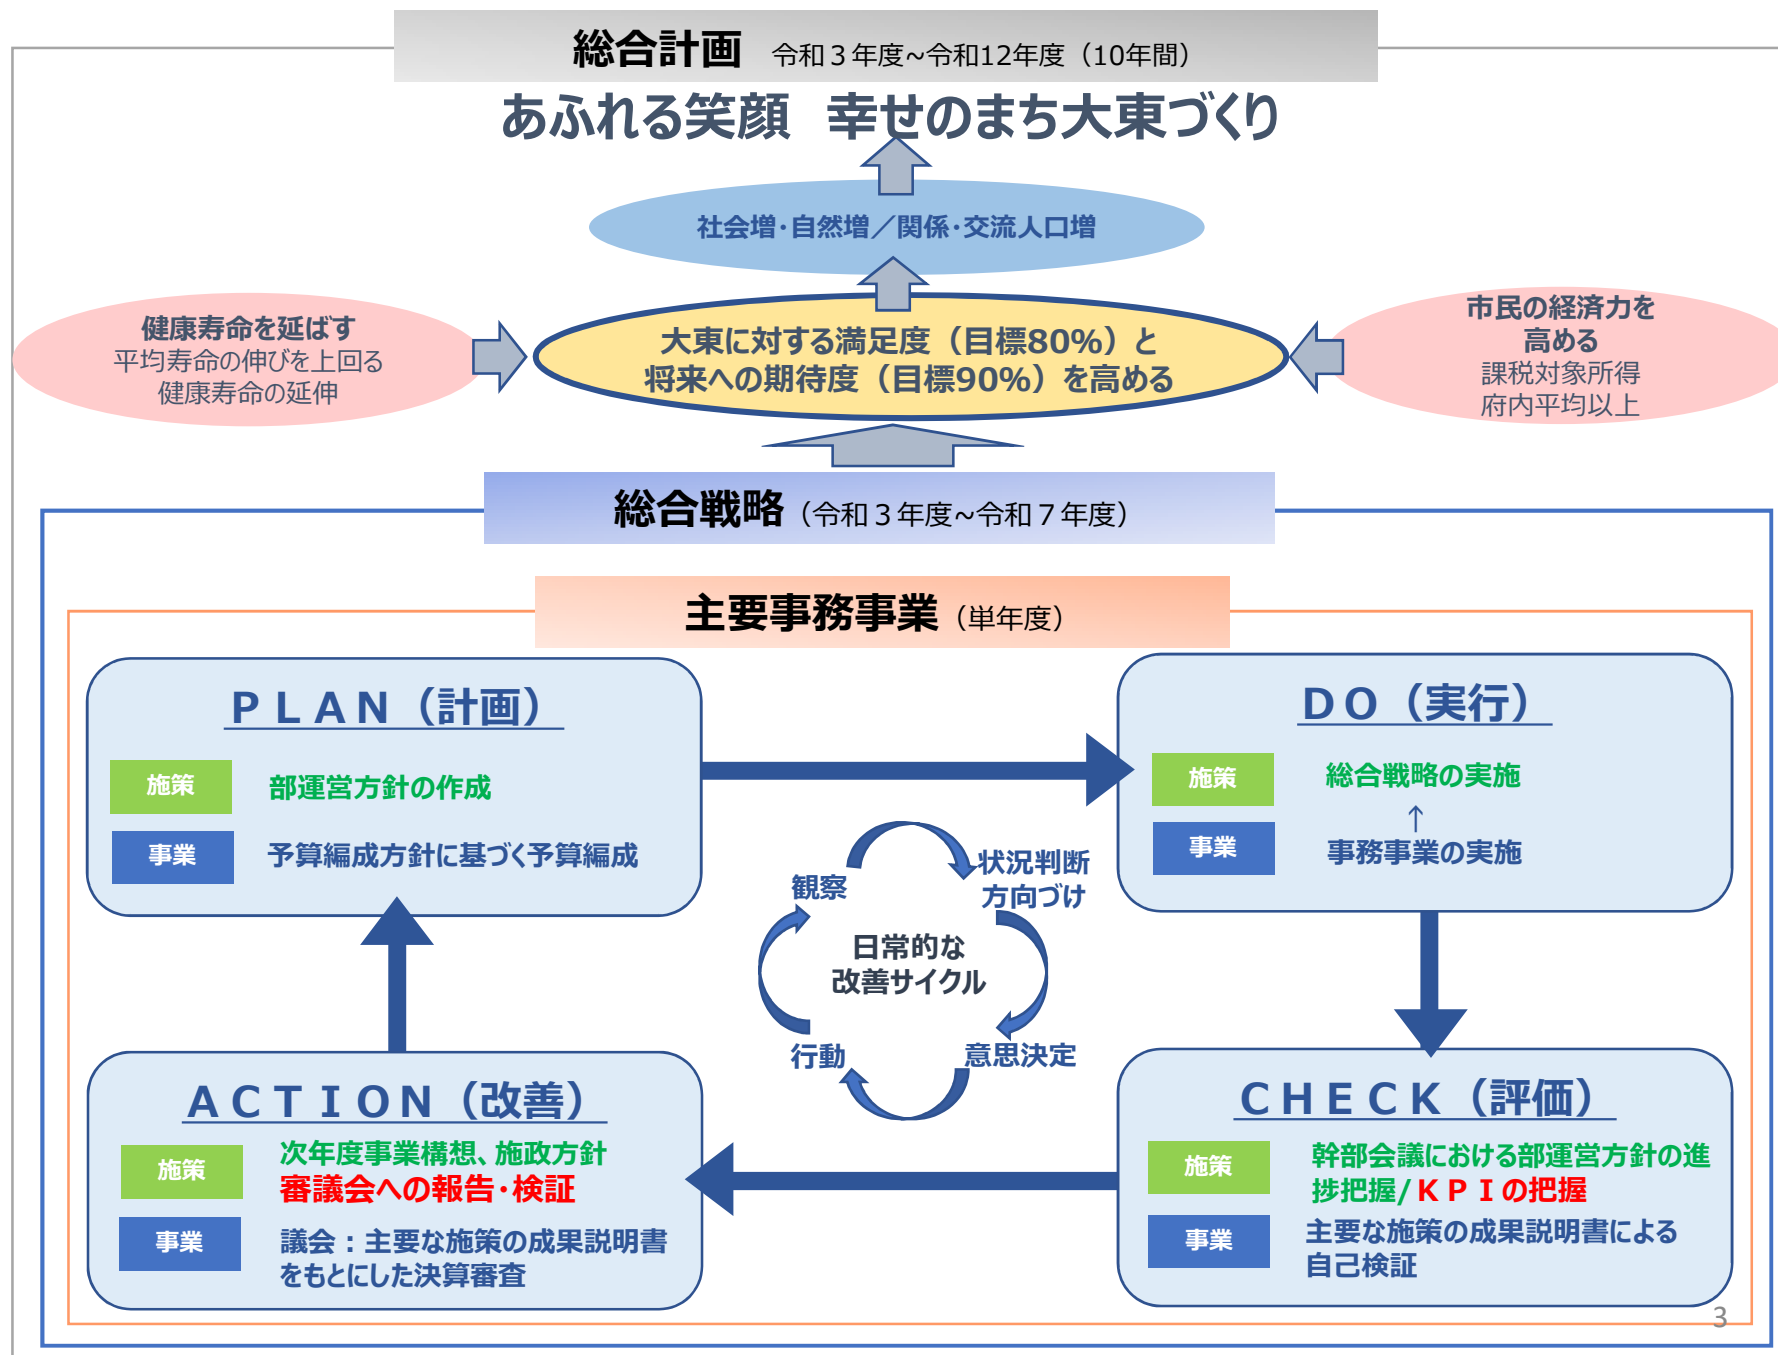 総合計画 令和３年度~令和12年度（10年間）
あふれる笑顔　幸せのまち大東づくり
社会増･自然増／関係･交流人口増
健康寿命を延ばす
平均寿命の伸びを上回る
健康寿命の延伸
大東に対する満足度（目標80%）と
将来への期待度（目標90%）を高める
市民の経済力を
高める
課税対象所得
府内平均以上
総合戦略（令和３年度~令和７年度）
主要事務事業（単年度）
ＰＬＡＮ（計画）
施策 部運営方針の作成
事業 予算編成方針に基づく予算編成
ＤＯ（実行）
施策 総合戦略の実施
↑
事業 事務事業の実施
観察
状況判断
方向づけ
日常的な
改善サイクル
行動
意思決定
ＡＣＴＩＯＮ（改善）
施策 次年度事業構想、施政方針
審議会への報告･検証
事業 議会：主要な施策の成果説明書
をもとにした決算審査
ＣＨＥＣＫ（評価）
施策 幹部会議における部運営方針の進
捗把握/ＫＰＩの把握
事業 主要な施策の成果説明書による
自己検証
3